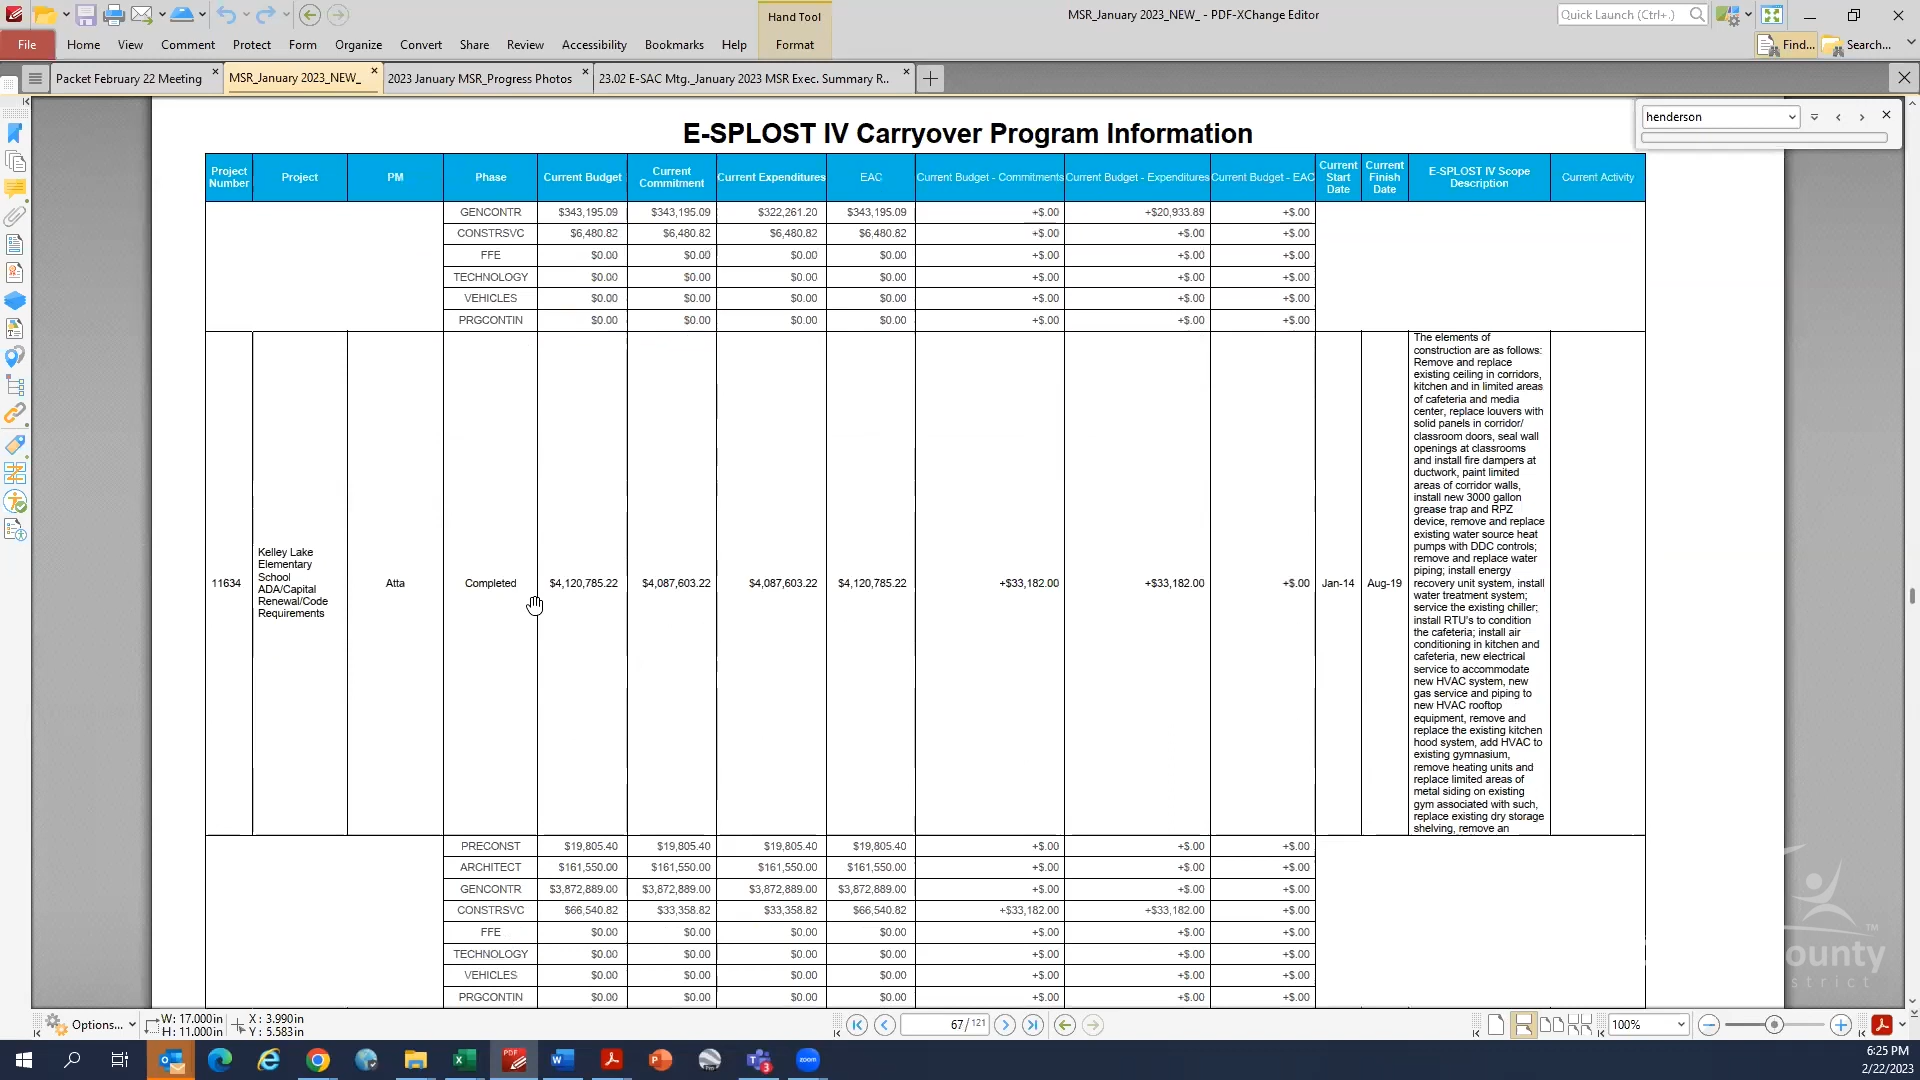 Hand Tool
MSR_January 2023_NEW_ - PDF-XChange Editor
Quick Launch (Ctrl+.)
File
Home
View
Comment
Protect
Form
Organize
Convert
Share
Review
Accessibility
Bookmarks
Help
Format
Find...
Search...
Packet February 22 Meeting
MSR_January 2023_NEW_
2023 January MSR_Progress Photos
23.02 E-SAC Mtg._January 2023 MSR Exec. Summary R..
henderson
E-SPLOST IV Carryover Program Information
Project Number
Project
PM
Phase
Current Budget
Current Commitment
Current Expenditures
EAC
Current Budget - Commitments
Current Budget - Expenditures
Current Budget - EAC
Current Start Date
Current Finish Date
E-SPLOST IV Scope Description
Current Activity
GENCONTR $343,195.09 $343,195.09 $322,261.20 $343,195.09 +$.00 +$20,933.89 +$.00
CONSTRSVC $6,480.82 $6,480.82 $6,480.82 $6,480.82 +$.00 +$.00 +$.00
FFE $0.00 $0.00 $0.00 $0.00 +$.00 +$.00 +$.00
TECHNOLOGY $0.00 $0.00 $0.00 $0.00 +$.00 +$.00 +$.00
VEHICLES $0.00 $0.00 $0.00 $0.00 +$.00 +$.00 +$.00
PRGCONTIN $0.00 $0.00 $0.00 $0.00 +$.00 +$.00 +$.00
11634
Kelley Lake
Elementary
School
ADA/Capital
Renewal/Code
Requirements
Atta
Completed $4,120,785.22 $4,087,603.22 $4,087,603.22 $4,120,785.22 +$33,182.00 +$33,182.00 +$.00 Jan-14 Aug-19
The elements of
construction are as follows:
Remove and replace
existing ceiling in corridors,
kitchen and in limited areas
of cafeteria and media
center, replace louvers with
solid panels in corridor/
classroom doors, seal wall
openings at classrooms
and install fire dampers at
ductwork, paint limited
areas of corridor walls,
install new 3000 gallon
grease trap and RPZ
device, remove and replace
existing water source heat
pumps with DDC controls;
remove and replace water
piping; install energy
recovery unit system, install
water treatment system;
service the existing chiller;
install RTU's to condition
the cafeteria; install air
conditioning in kitchen and
cafeteria, new electrical
service to accommodate
new HVAC system, new
gas service and piping to
new HVAC rooftop
equipment, remove and
replace the existing kitchen
hood system, add HVAC to
existing gymnasium,
remove heating units and
replace limited areas of
metal siding on existing
gym associated with such,
replace existing dry storage
shelving, remove an
PRECONST $19,805.40 $19,805.40 $19,805.40 $19,805.40 +$.00 +$.00 +$.00
ARCHITECT $161,550.00 $161,550.00 $161,550.00 $161,550.00 +$.00 +$.00 +$.00
GENCONTR $3,872,889.00 $3,872,889.00 $3,872,889.00 $3,872,889.00 +$.00 +$.00 +$.00
CONSTRSVC $66,540.82 $33,358.82 $33,358.82 $66,540.82 +$33,182.00 +$33,182.00 +$.00
FFE $0.00 $0.00 $0.00 $0.00 +$.00 +$.00 +$.00
TECHNOLOGY $0.00 $0.00 $0.00 $0.00 +$.00 +$.00 +$.00
VEHICLES $0.00 $0.00 $0.00 $0.00 +$.00 +$.00 +$.00
PRGCONTIN $0.00 $0.00 $0.00 $0.00 +$.00 +$.00 +$.00
ounty
strict
TM
Options...
W: 17.000in
H: 11.000in
X : 3.990in
Y : 5.583in
67 / 121
100%
6:25 PM
2/22/2023